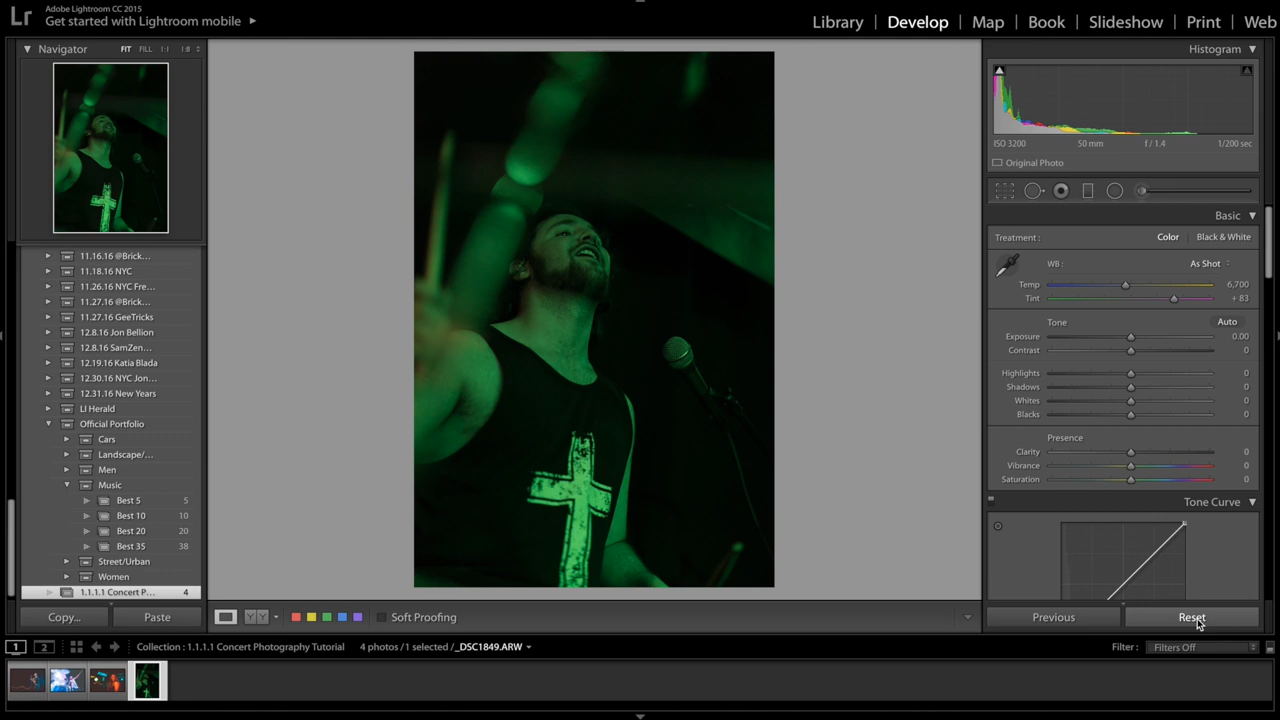 Lr
Adobe Lightroom CC 2015
Get started with Lightroom mobile
Library | Develop | Map | Book | Slideshow | Print | Web
Navigator FIT FILL 1:1 1:8
Histogram
ISO 3200 50 mm f / 1.4 1/200 sec
Original Photo
Basic
Treatment : Color Black & White
WB : As Shot
Temp 6,700
Tint + 83
Tone Auto
Exposure 0.00
Contrast 0
Highlights 0
Shadows 0
Whites 0
Blacks 0
Presence
Clarity 0
Vibrance 0
Saturation 0
Tone Curve
11.16.16 @Brick...
11.18.16 NYC
11.26.16 NYC Fre...
11.27.16 @Brick...
11.27.16 GeeTricks
12.8.16 Jon Bellion
12.8.16 SamZen...
12.19.16 Katia Blada
12.30.16 NYC Jon...
12.31.16 New Years
LI Herald
Official Portfolio
Cars
Landscape/...
Men
Music
Best 5 5
Best 10 10
Best 20 20
Best 35 38
Street/Urban
Women
1.1.1.1 Concert P... 4
Copy... Paste
YY Soft Proofing
Previous Reset
1 2 Collection : 1.1.1.1 Concert Photography Tutorial 4 photos / 1 selected / _DSC1849.ARW Filter : Filters Off